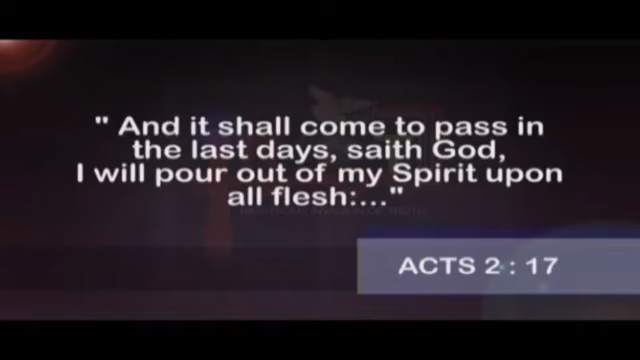 " And it shall come to pass in
the last days, saith God,
I will pour out of my Spirit upon
all flesh:..."
ACTS 2 : 17